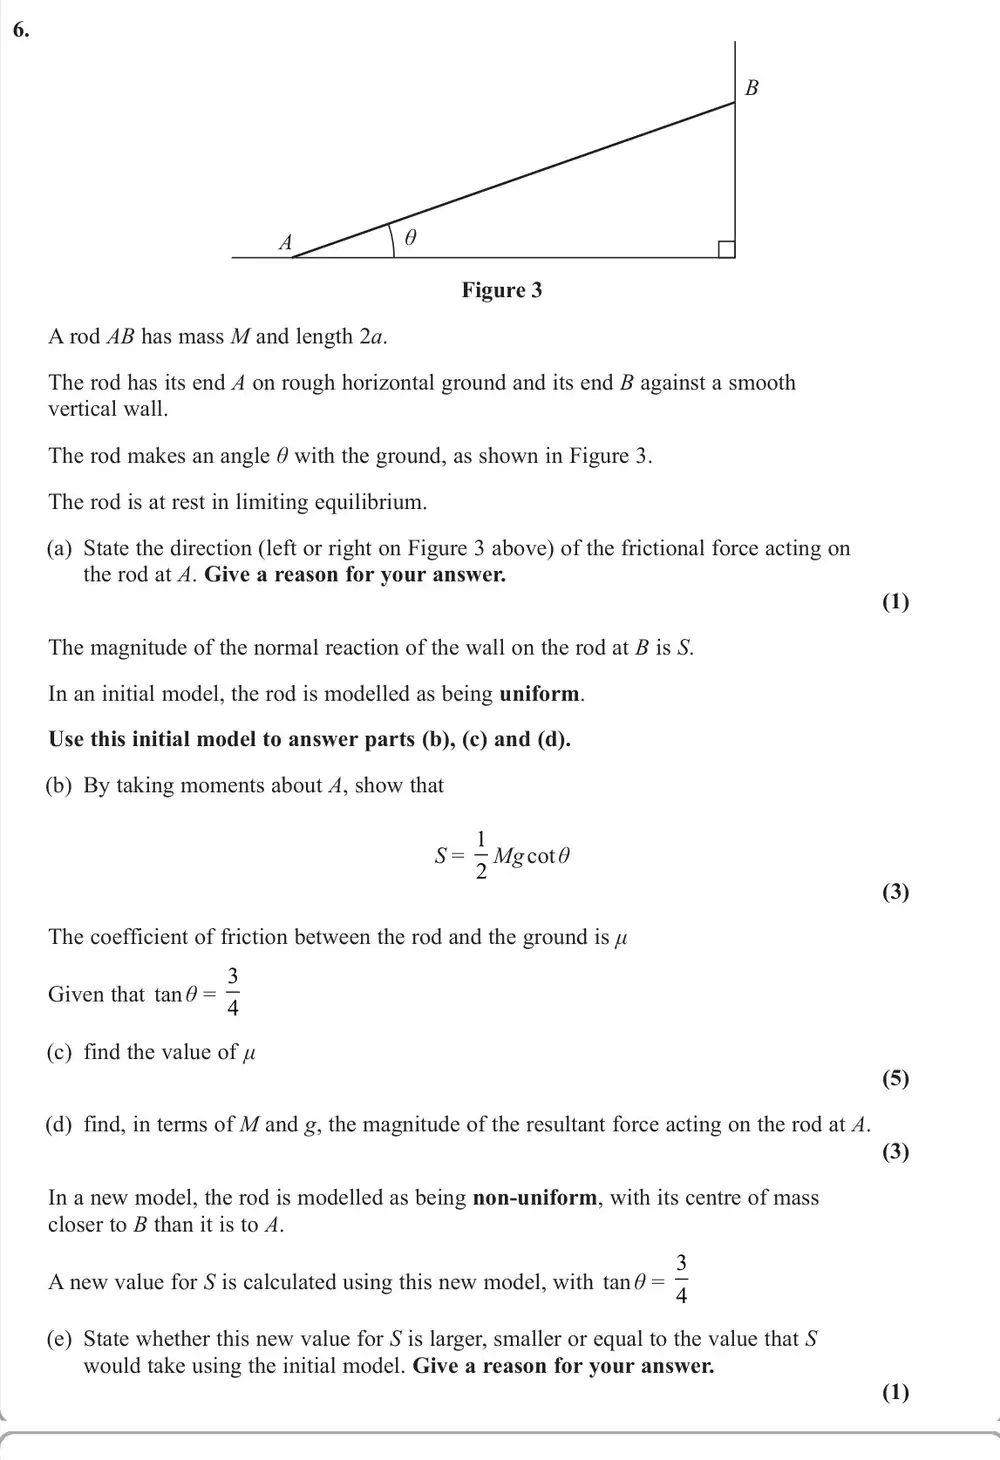 6.
B
A
θ
Figure 3
A rod AB has mass M and length 2a.
The rod has its end A on rough horizontal ground and its end B against a smooth
vertical wall.
The rod makes an angle θ with the ground, as shown in Figure 3.
The rod is at rest in limiting equilibrium.
(a) State the direction (left or right on Figure 3 above) of the frictional force acting on
the rod at A. Give a reason for your answer.
(1)
The magnitude of the normal reaction of the wall on the rod at B is S.
In an initial model, the rod is modelled as being uniform.
Use this initial model to answer parts (b), (c) and (d).
(b) By taking moments about A, show that
S = 1/2 Mg cot θ
(3)
The coefficient of friction between the rod and the ground is μ
Given that tan θ = 3/4
(c) find the value of μ
(5)
(d) find, in terms of M and g, the magnitude of the resultant force acting on the rod at A.
(3)
In a new model, the rod is modelled as being non-uniform, with its centre of mass
closer to B than it is to A.
A new value for S is calculated using this new model, with tan θ = 3/4
(e) State whether this new value for S is larger, smaller or equal to the value that S
would take using the initial model. Give a reason for your answer.
(1)